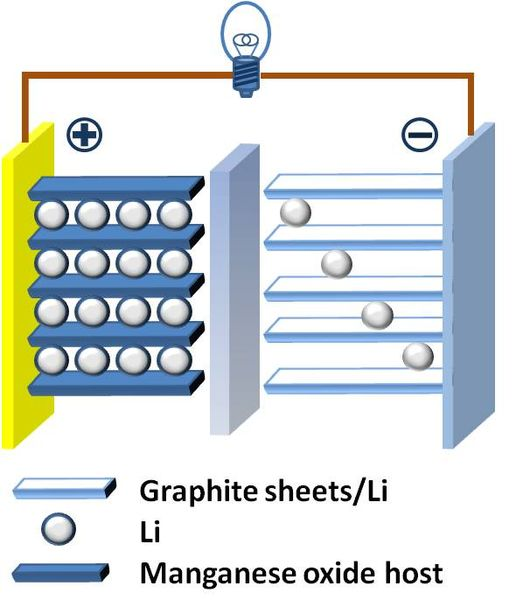 +
−
Graphite sheets/Li
Li
Manganese oxide host